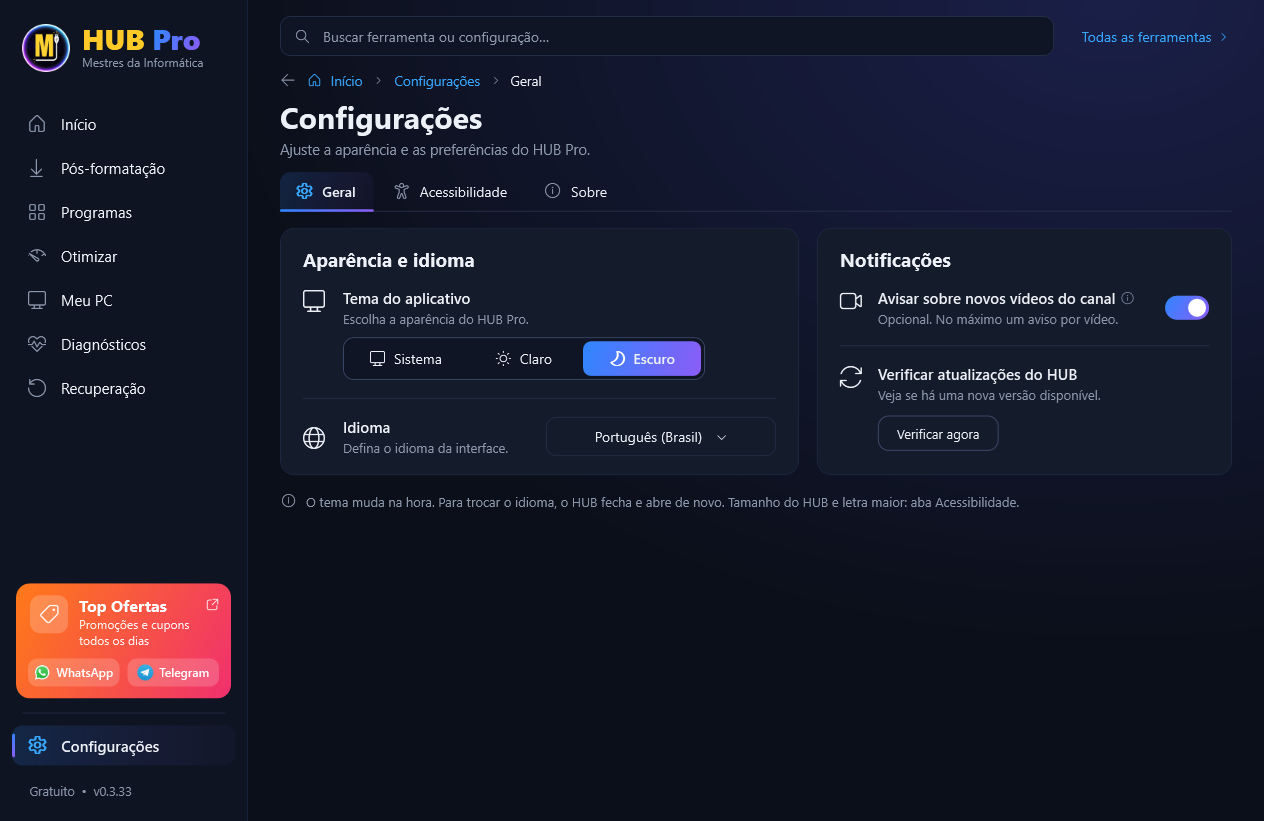 HUB Pro
Mestres da Informática
Início
Pós-formatação
Programas
Otimizar
Meu PC
Diagnósticos
Recuperação
Top Ofertas
Promoções e cupons
todos os dias
WhatsApp
Telegram
Configurações
Gratuito • v0.3.33
Buscar ferramenta ou configuração...
Todas as ferramentas
Início > Configurações > Geral
Configurações
Ajuste a aparência e as preferências do HUB Pro.
Geral
Acessibilidade
Sobre
Aparência e idioma
Tema do aplicativo
Escolha a aparência do HUB Pro.
Sistema
Claro
Escuro
Idioma
Defina o idioma da interface.
Português (Brasil)
Notificações
Avisar sobre novos vídeos do canal
Opcional. No máximo um aviso por vídeo.
Verificar atualizações do HUB
Veja se há uma nova versão disponível.
Verificar agora
O tema muda na hora. Para trocar o idioma, o HUB fecha e abre de novo. Tamanho do HUB e letra maior: aba Acessibilidade.